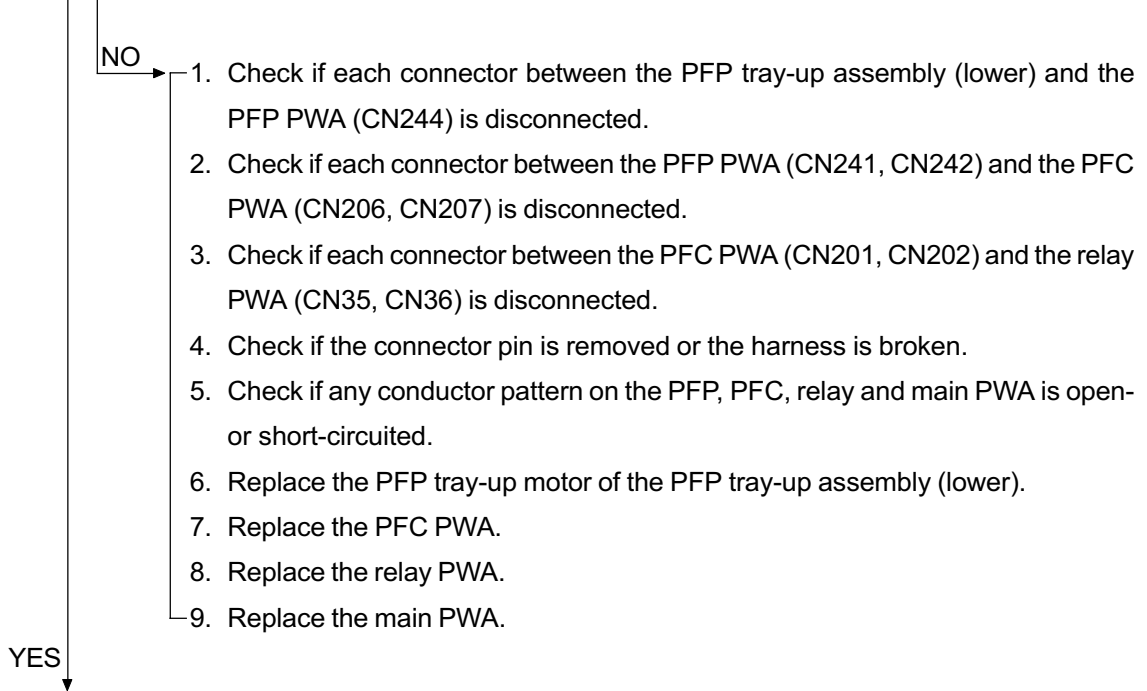 NO
1. Check if each connector between the PFP tray-up assembly (lower) and the
PFP PWA (CN244) is disconnected.
2. Check if each connector between the PFP PWA (CN241, CN242) and the PFC
PWA (CN206, CN207) is disconnected.
3. Check if each connector between the PFC PWA (CN201, CN202) and the relay
PWA (CN35, CN36) is disconnected.
4. Check if the connector pin is removed or the harness is broken.
5. Check if any conductor pattern on the PFP, PFC, relay and main PWA is open-
or short-circuited.
6. Replace the PFP tray-up motor of the PFP tray-up assembly (lower).
7. Replace the PFC PWA.
8. Replace the relay PWA.
9. Replace the main PWA.
YES